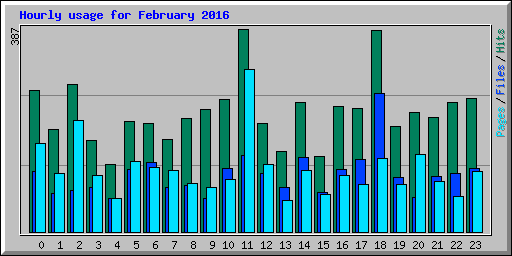 Hourly usage for February 2016
387
Pages/Files/Hits
0 1 2 3 4 5 6 7 8 9 10 11 12 13 14 15 16 17 18 19 20 21 22 23